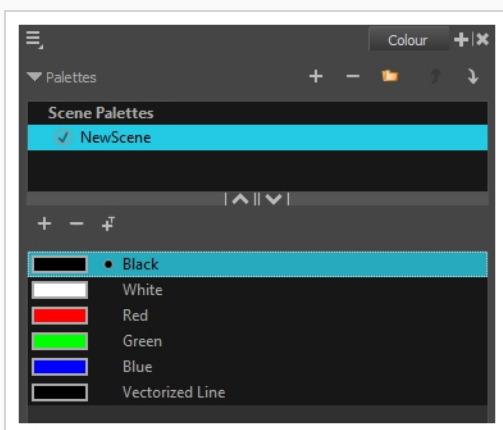 Colour
Palettes
Scene Palettes
NewScene
Black
White
Red
Green
Blue
Vectorized Line